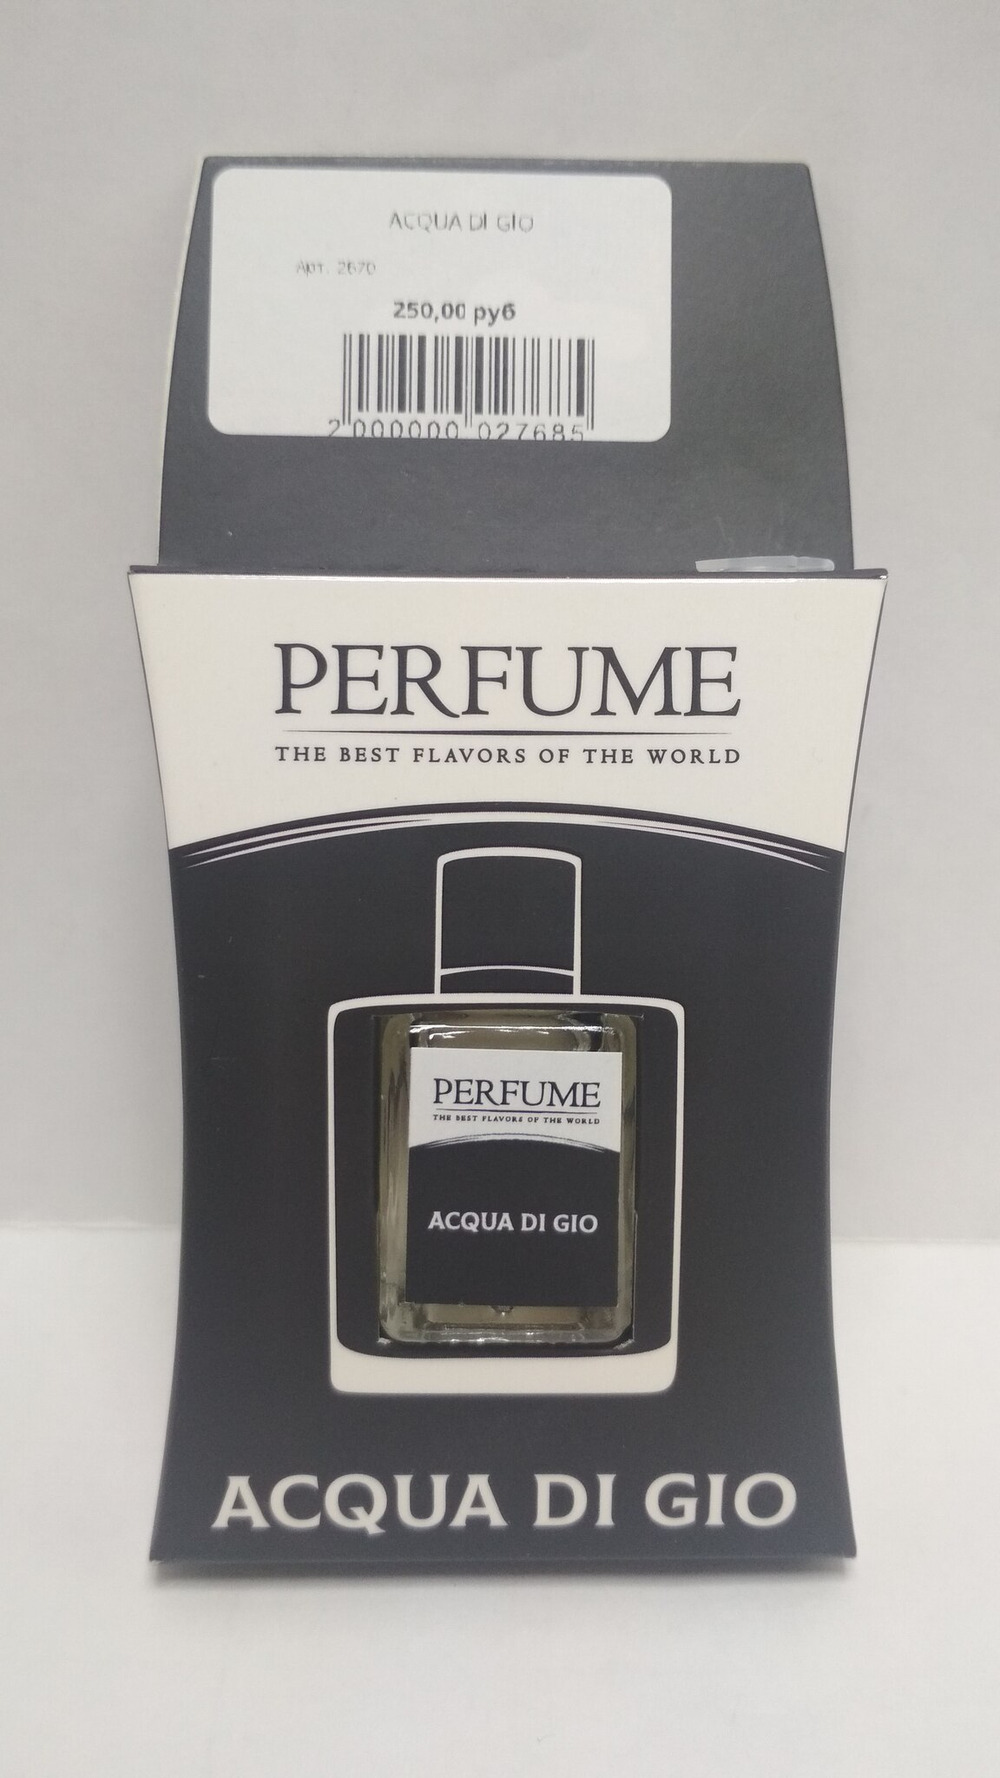 ACQUA DI GIO
Арт. 2670
250,00 руб
2 000000 027685
PERFUME
THE BEST FLAVORS OF THE WORLD
PERFUME
THE BEST FLAVORS OF THE WORLD
ACQUA DI GIO
ACQUA DI GIO